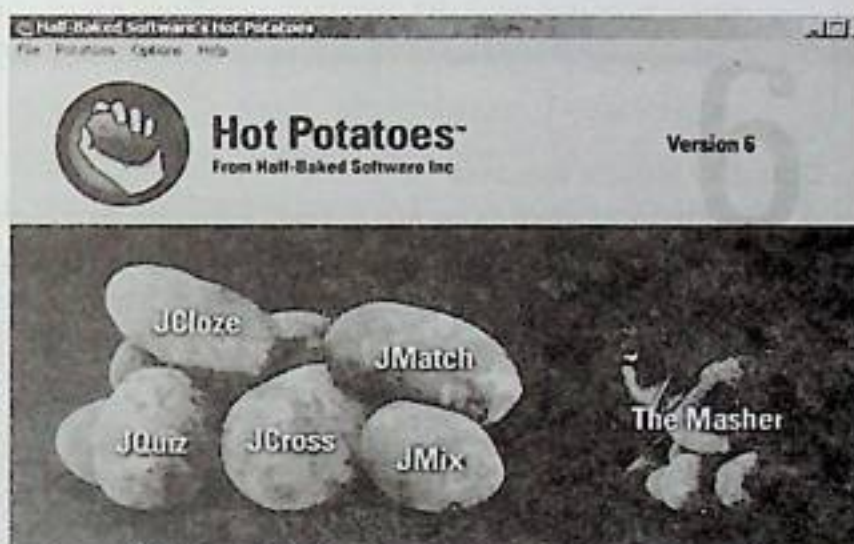 Half-Baked Software's Hot Potatoes
File Potatoes Options Help
Hot Potatoes™
From Half-Baked Software Inc
Version 6
6
JCloze
JMatch
The Masher
JQuiz
JCross
JMix